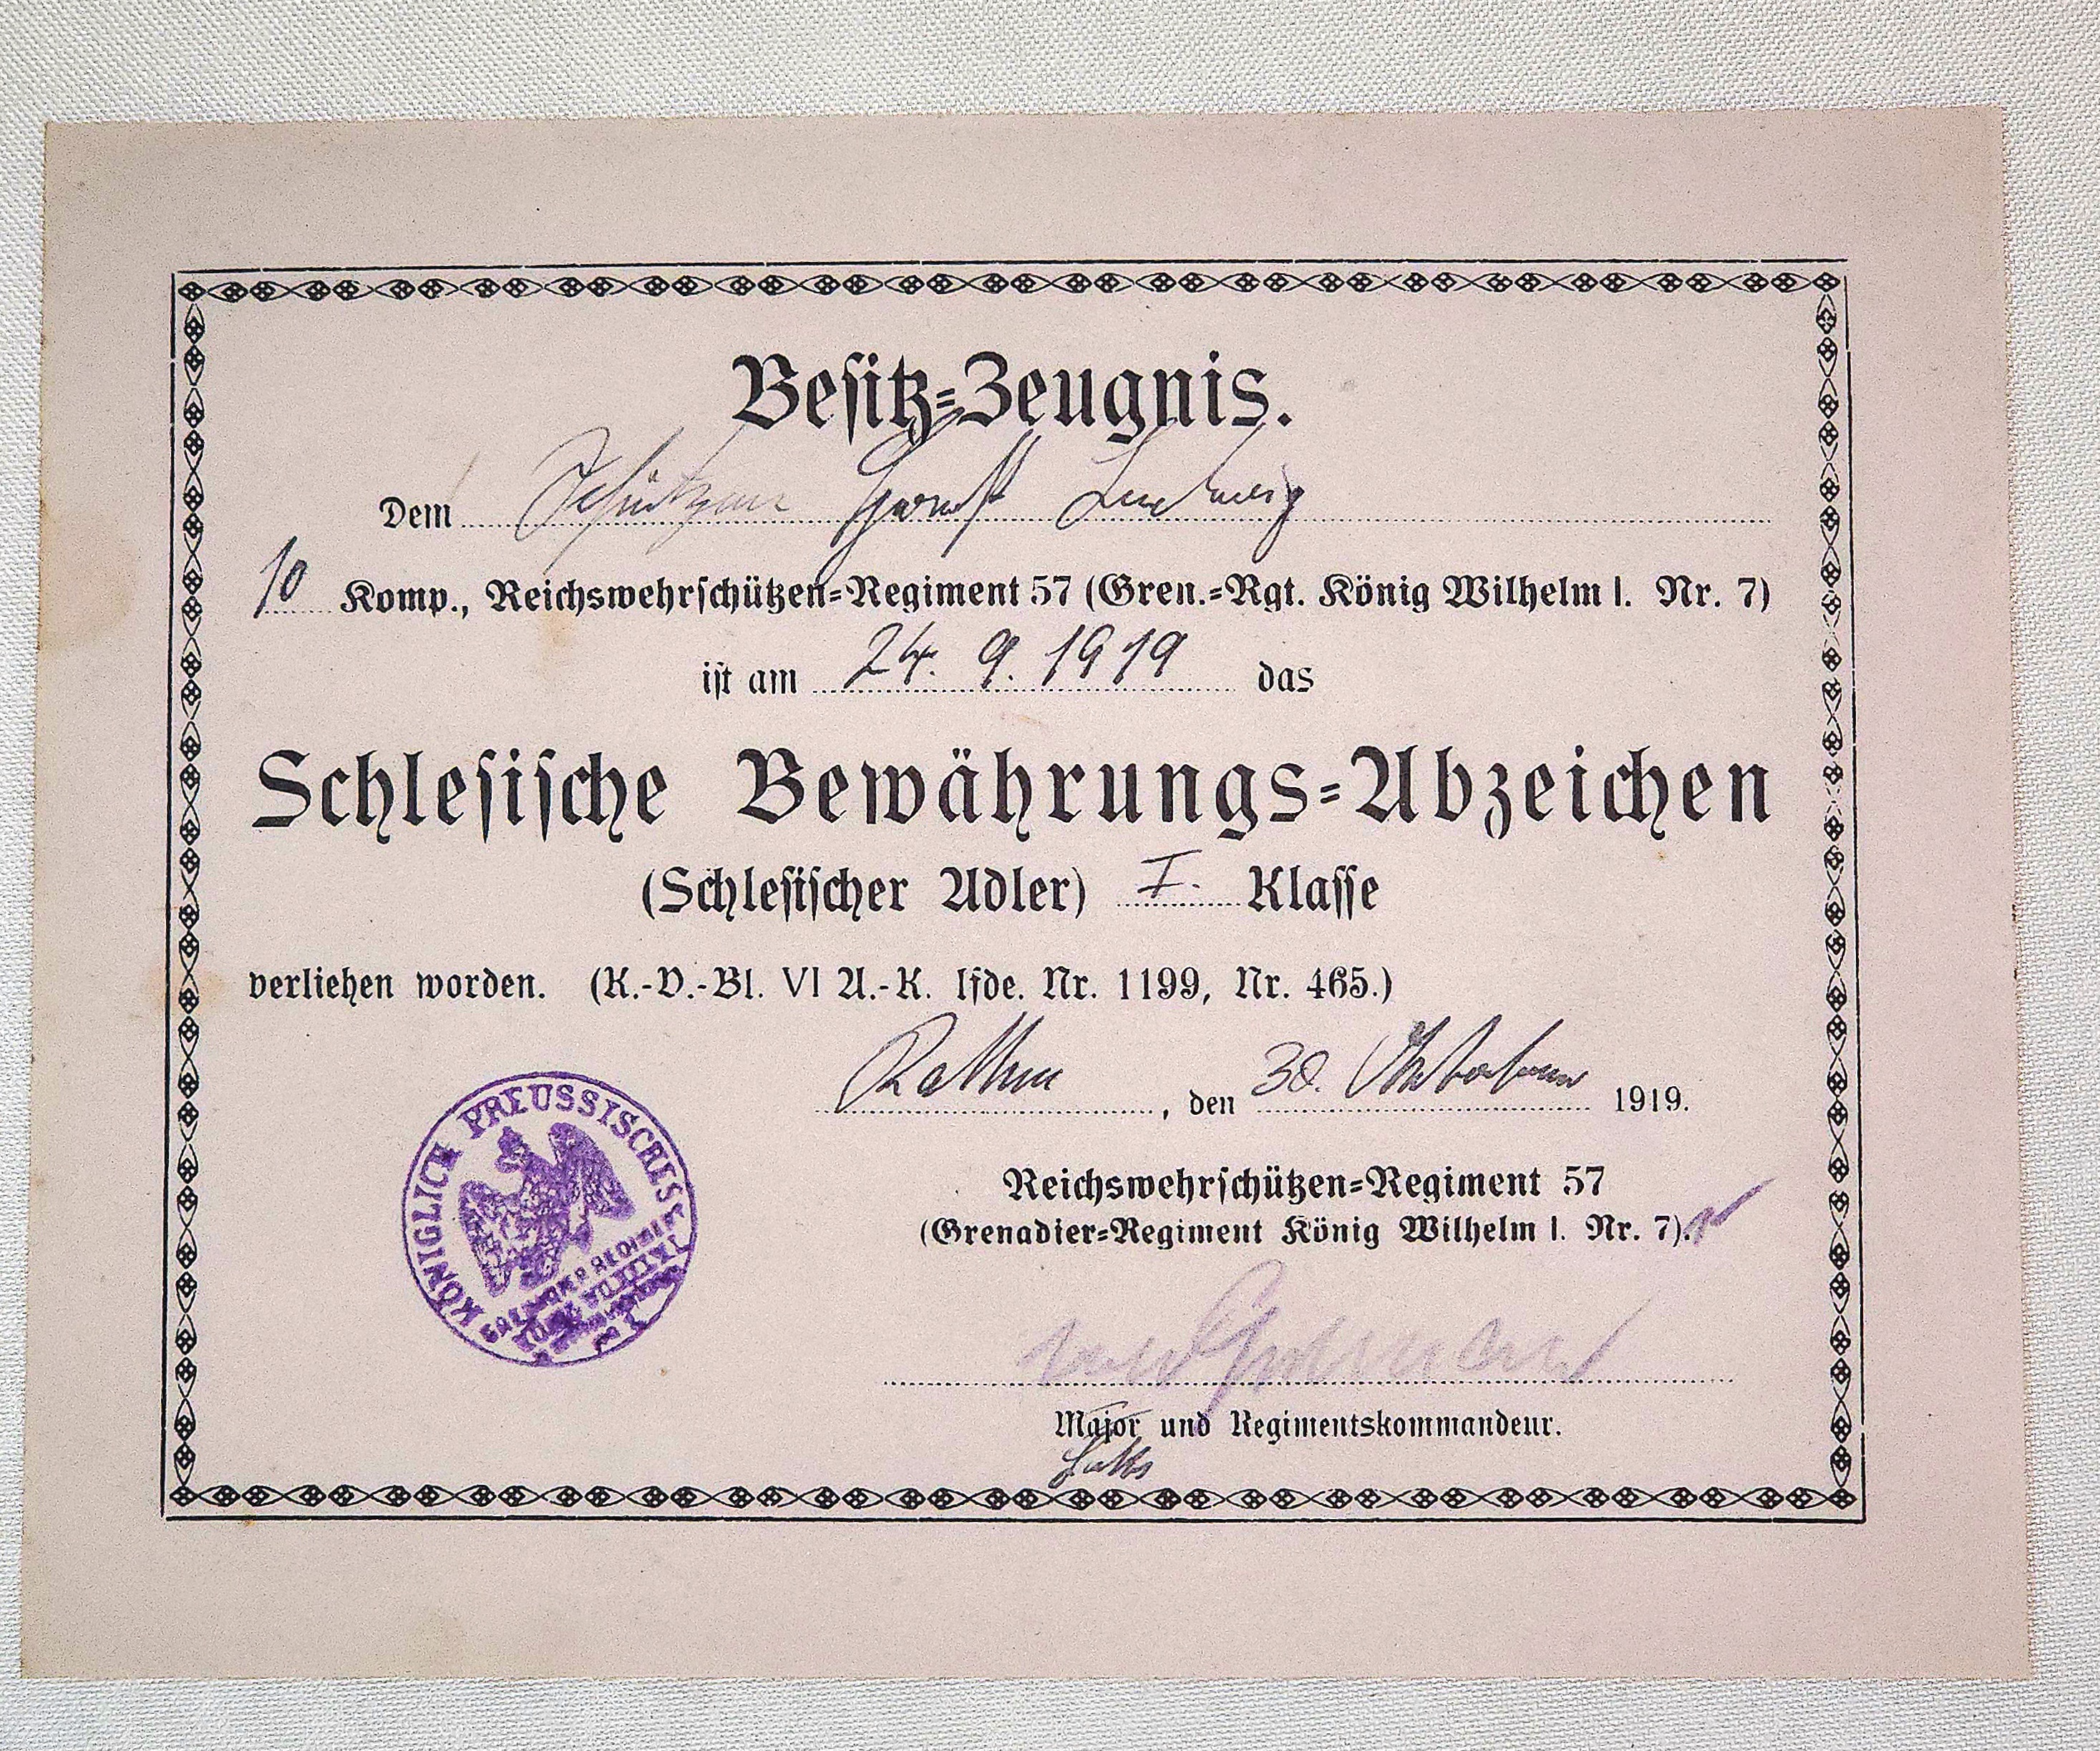 Besitz=Zeugnis.
Dem Schützen Horst Ludwig
10 Komp., Reichswehrschützen=Regiment 57 (Gren.=Rgt. König Wilhelm I. Nr. 7)
ist am 24. 9. 1919 das
Schlesische Bewährungs=Abzeichen
(Schlesischer Adler) I. Klasse
verliehen worden. (K.-V.-Bl. VI A.-K. lfde. Nr. 1199, Nr. 465.)
, den 30. Oktober 1919.
KÖNIGLICH PREUSSISCHES
Reichswehrschützen=Regiment 57
(Grenadier=Regiment König Wilhelm I. Nr. 7).
Major und Regimentskommandeur.